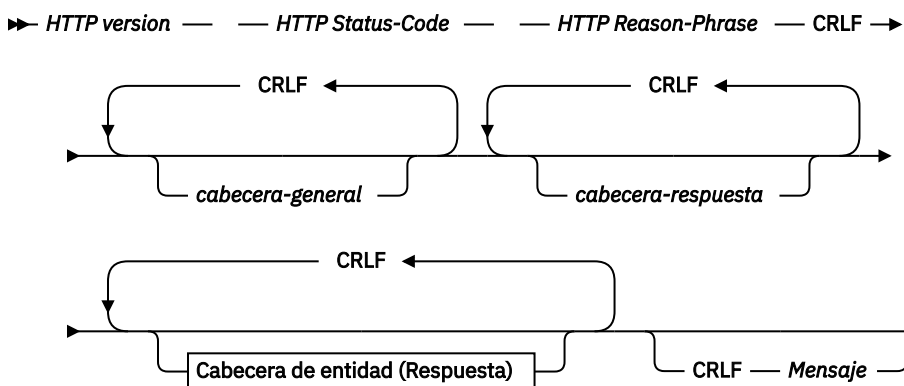 HTTP version HTTP Status-Code HTTP Reason-Phrase CRLF
CRLF CRLF
cabecera-general cabecera-respuesta
CRLF
Cabecera de entidad (Respuesta) CRLF Mensaje